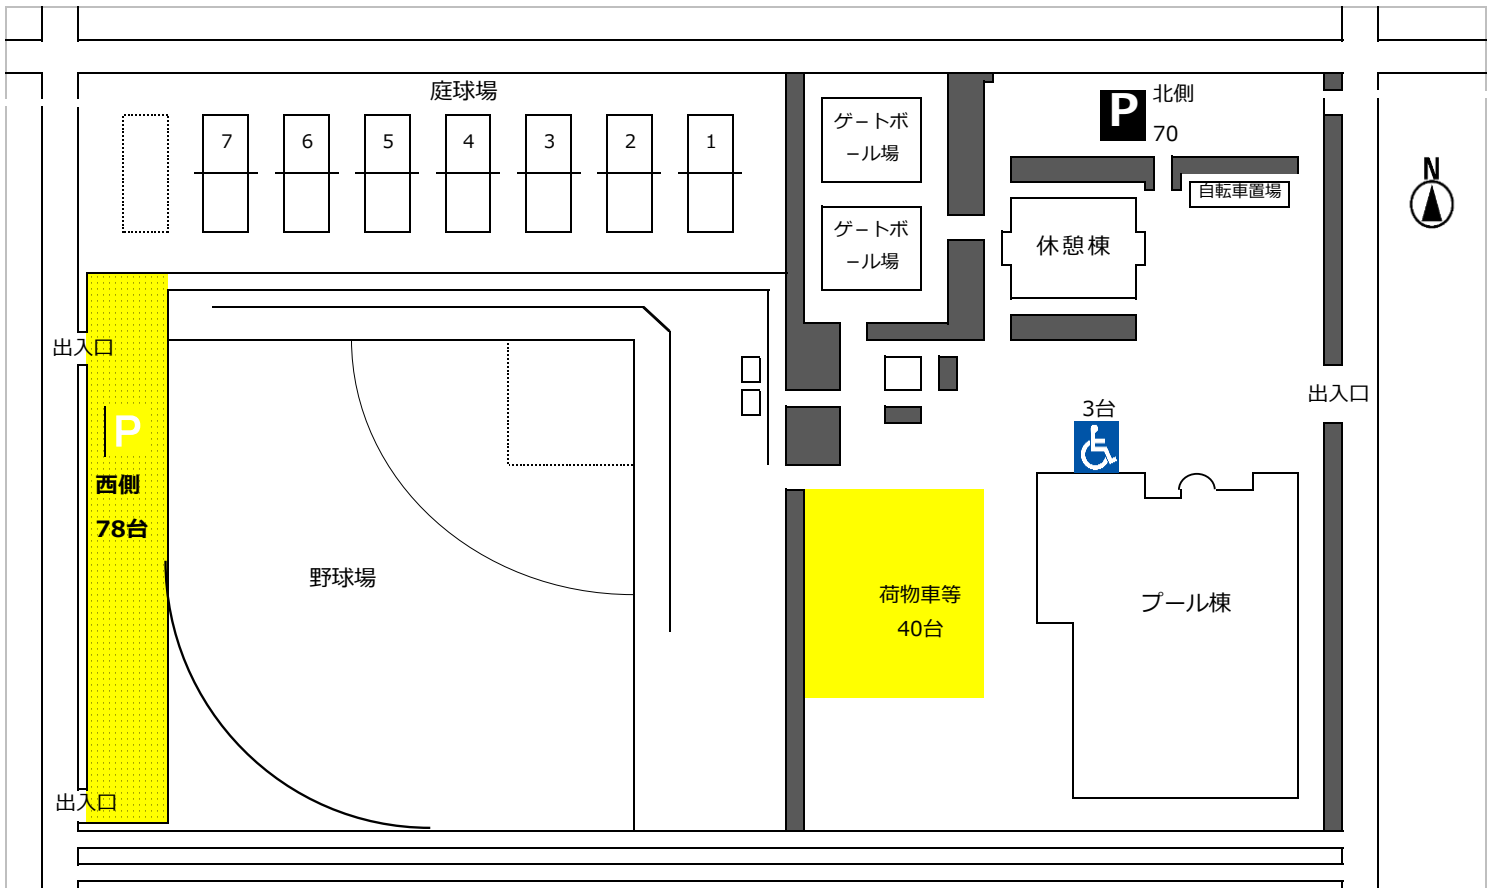 庭球場
7 6 5 4 3 2 1
ゲートボ
ール場
ゲートボ
ール場
P 北側
70
自転車置場
休憩棟
N
出入口
P
西側
78台
野球場
3台
出入口
荷物車等
40台
プール棟
出入口